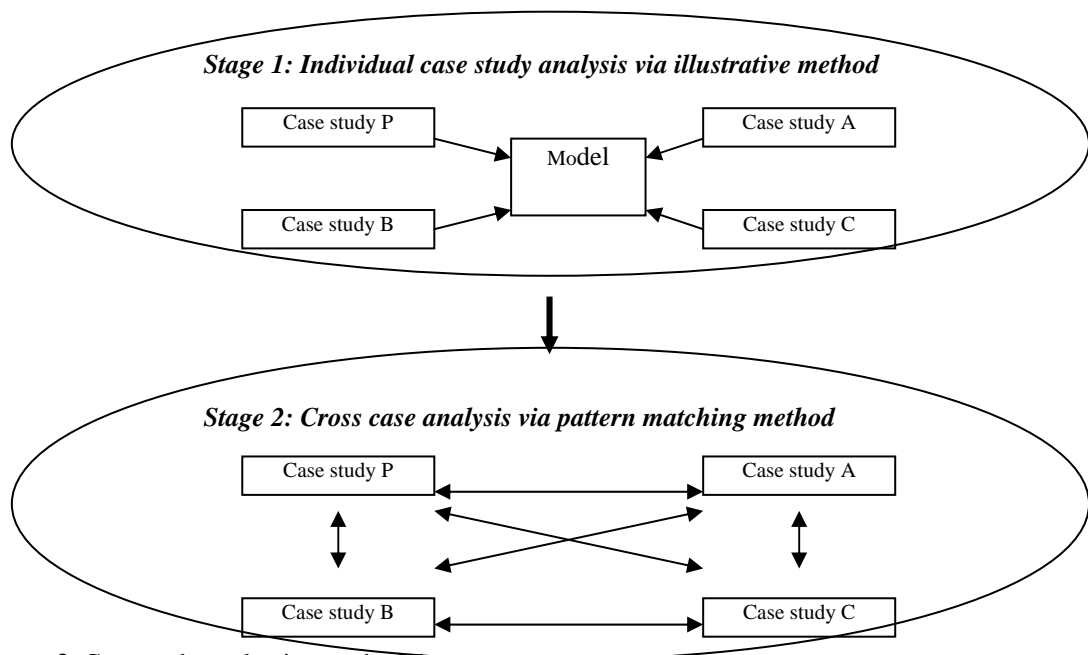 Stage 1: Individual case study analysis via illustrative method
Case study P
Case study A
Model
Case study B
Case study C
Stage 2: Cross case analysis via pattern matching method
Case study P
Case study A
Case study B
Case study C